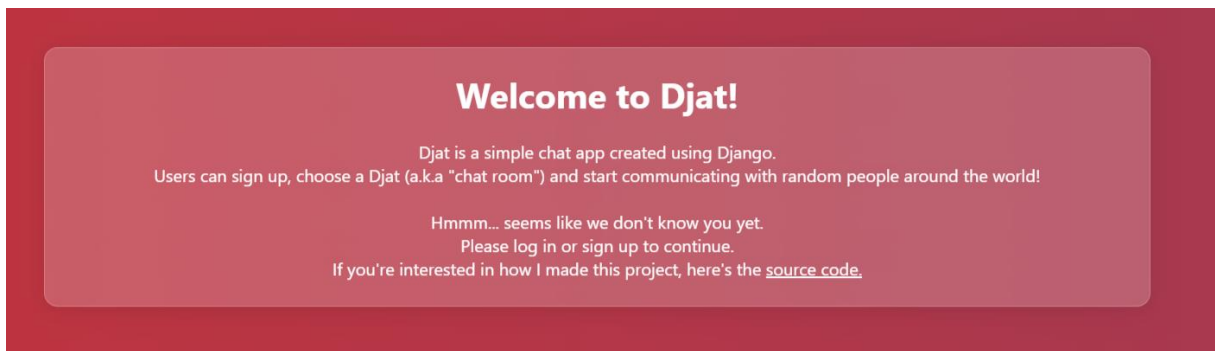 Welcome to Djat!
Djat is a simple chat app created using Django.
Users can sign up, choose a Djat (a.k.a "chat room") and start communicating with random people around the world!
Hmmm... seems like we don't know you yet.
Please log in or sign up to continue.
If you're interested in how I made this project, here's the source code.